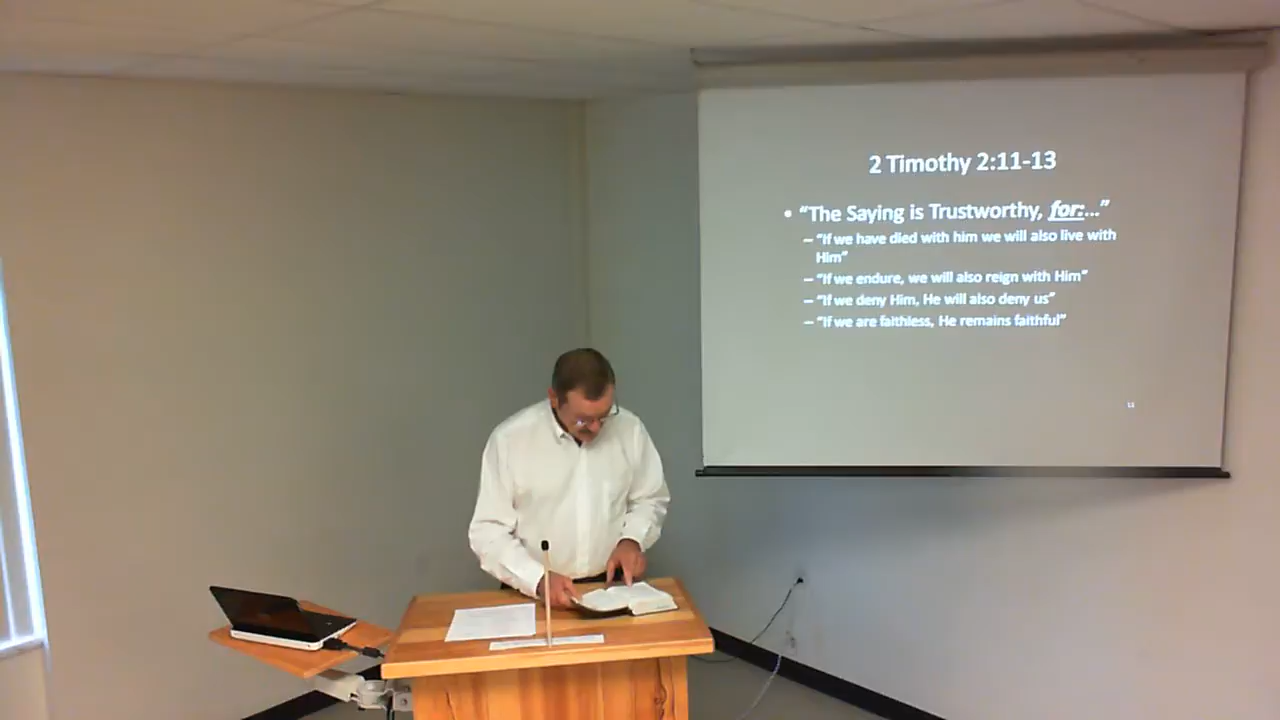 2 Timothy 2:11-13
• “The Saying is Trustworthy, for:...”
– “If we have died with him we will also live with
Him”
– “If we endure, we will also reign with Him”
– “If we deny Him, He will also deny us”
– “If we are faithless, He remains faithful”